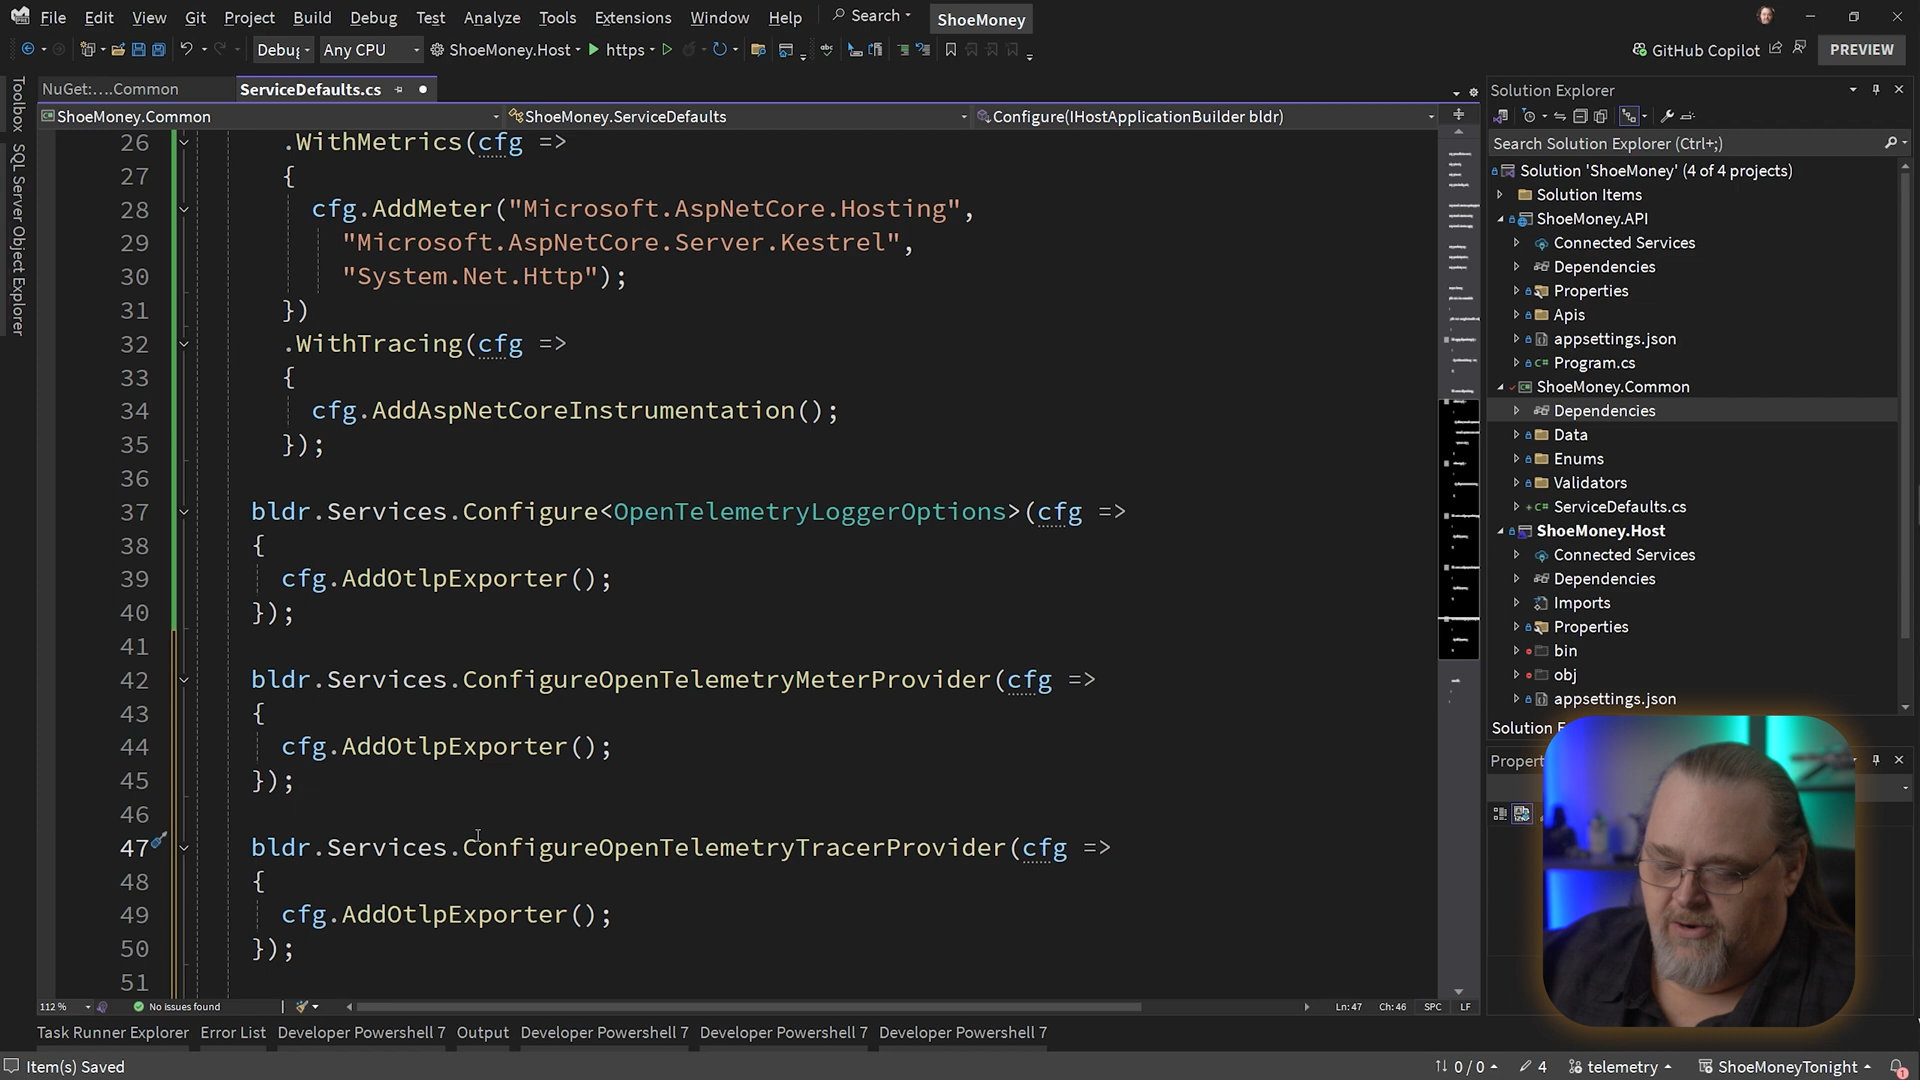 File Edit View Git Project Build Debug Test Analyze Tools Extensions Window Help Search ShoeMoney
Debug Any CPU ShoeMoney.Host https GitHub Copilot PREVIEW
Toolbox
SQL Server Object Explorer
NuGet:....Common ServiceDefaults.cs
ShoeMoney.Common ShoeMoney.ServiceDefaults Configure(IHostApplicationBuilder bldr)
26 .WithMetrics(cfg =>
27 {
28 cfg.AddMeter("Microsoft.AspNetCore.Hosting",
29 "Microsoft.AspNetCore.Server.Kestrel",
30 "System.Net.Http");
31 })
32 .WithTracing(cfg =>
33 {
34 cfg.AddAspNetCoreInstrumentation();
35 });
36
37 bldr.Services.Configure<OpenTelemetryLoggerOptions>(cfg =>
38 {
39 cfg.AddOtlpExporter();
40 });
41
42 bldr.Services.ConfigureOpenTelemetryMeterProvider(cfg =>
43 {
44 cfg.AddOtlpExporter();
45 });
46
47 bldr.Services.ConfigureOpenTelemetryTracerProvider(cfg =>
48 {
49 cfg.AddOtlpExporter();
50 });
51
112 % No issues found Ln:47 Ch:46 SPC LF
Solution Explorer
Search Solution Explorer (Ctrl+;)
Solution 'ShoeMoney' (4 of 4 projects)
Solution Items
ShoeMoney.API
Connected Services
Dependencies
Properties
Apis
appsettings.json
Program.cs
ShoeMoney.Common
Dependencies
Data
Enums
Validators
ServiceDefaults.cs
ShoeMoney.Host
Connected Services
Dependencies
Imports
Properties
bin
obj
appsettings.json
Solution E
Propert
Task Runner Explorer Error List Developer Powershell 7 Output Developer Powershell 7 Developer Powershell 7 Developer Powershell 7
Item(s) Saved 0 / 0 4 telemetry ShoeMoneyTonight 1